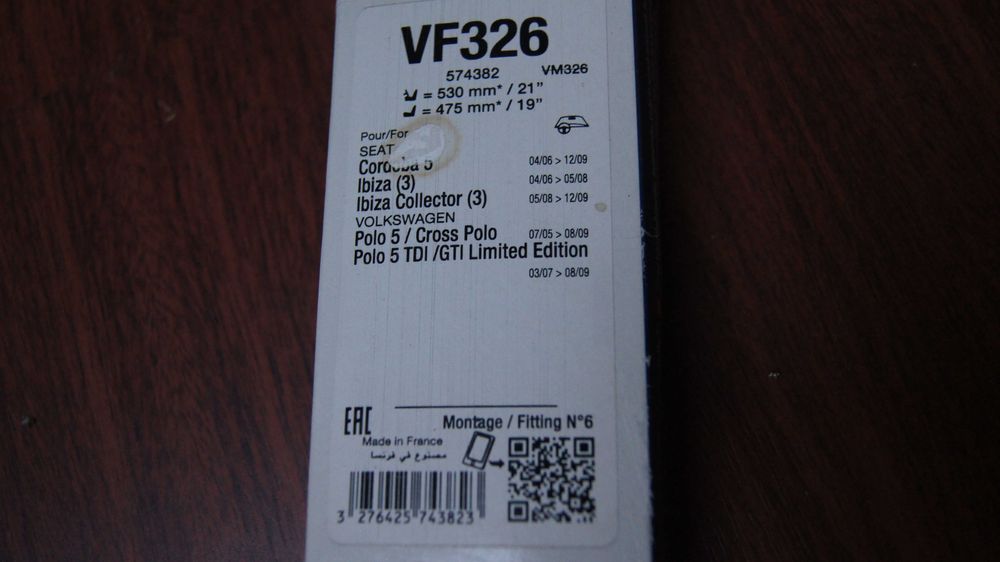 VF326
574382 VM326
= 530 mm* / 21"
= 475 mm* / 19"
Pour/For
SEAT
Cordoba 5 04/06 > 12/09
Ibiza (3) 04/06 > 05/08
Ibiza Collector (3) 05/08 > 12/09
VOLKSWAGEN
Polo 5 / Cross Polo 07/05 > 08/09
Polo 5 TDI /GTI Limited Edition
03/07 > 08/09
EAC Montage / Fitting N°6
Made in France
مصنوع في فرنسا
3 276425 743823